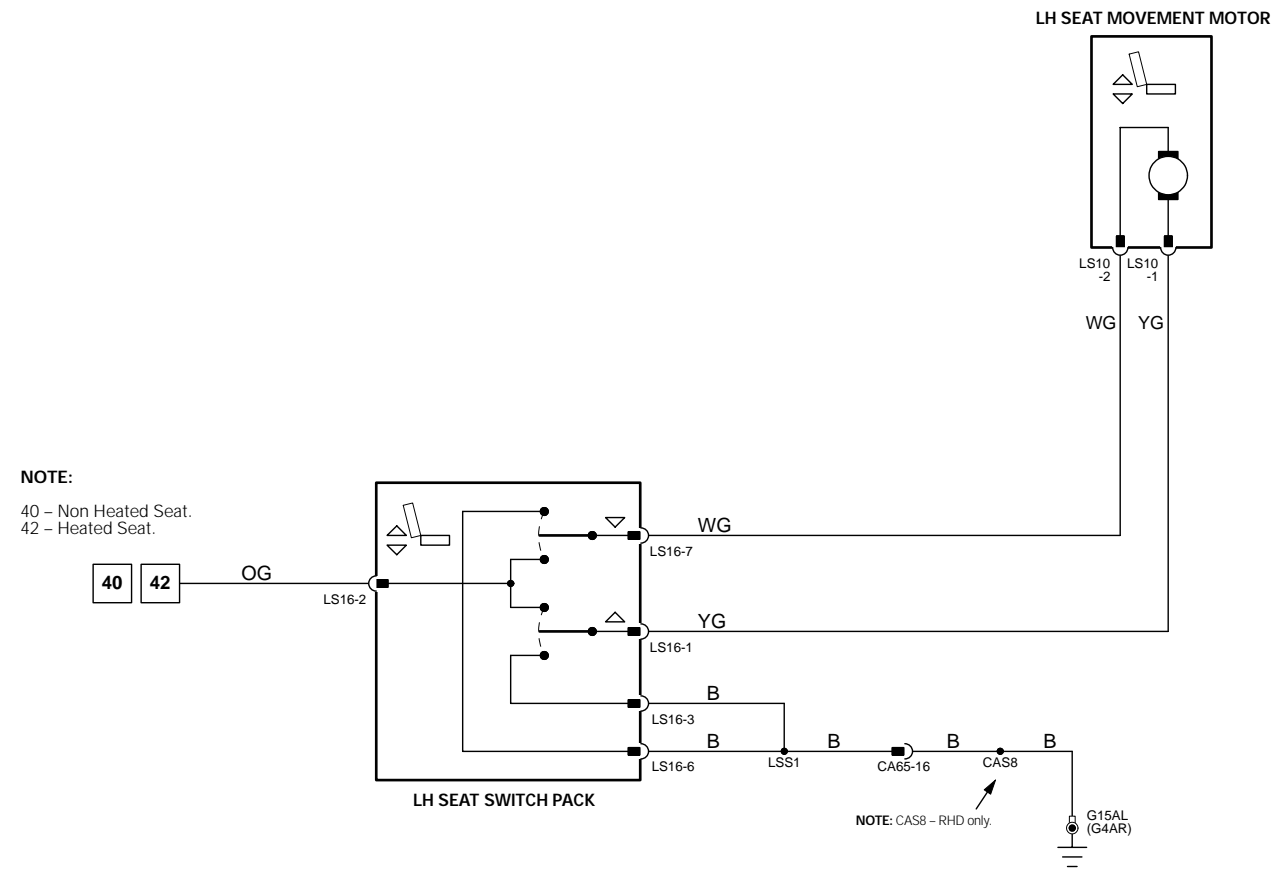 LH SEAT MOVEMENT MOTOR
LS10
-2
LS10
-1
WG
YG
NOTE:
40 – Non Heated Seat.
42 – Heated Seat.
40
42
OG
LS16-2
WG
LS16-7
YG
LS16-1
B
LS16-3
B
LS16-6
LSS1
B
CA65-16
B
CAS8
B
LH SEAT SWITCH PACK
NOTE: CAS8 – RHD only.
G15AL
(G4AR)